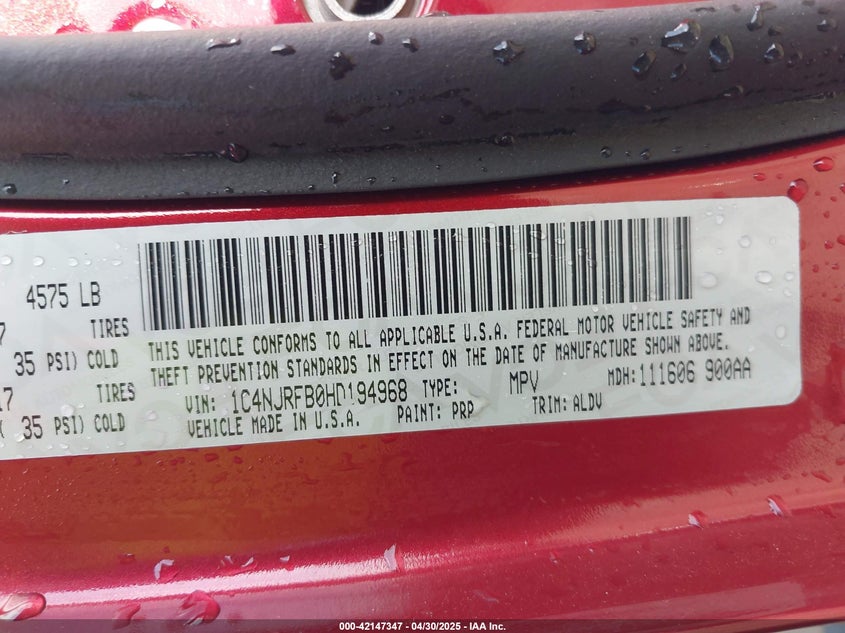 4575 LB
7 TIRES
35 PSI) COLD
17 TIRES
( 35 PSI) COLD
THIS VEHICLE CONFORMS TO ALL APPLICABLE U.S.A. FEDERAL MOTOR VEHICLE SAFETY AND
THEFT PREVENTION STANDARDS IN EFFECT ON THE DATE OF MANUFACTURE SHOWN ABOVE.
VIN: 1C4NJRFB0HD194968 TYPE: MPV MDH:111606 900AA
VEHICLE MADE IN U.S.A. PAINT: PRP TRIM: ALDV
000-42147347 - 04/30/2025 - IAA Inc.